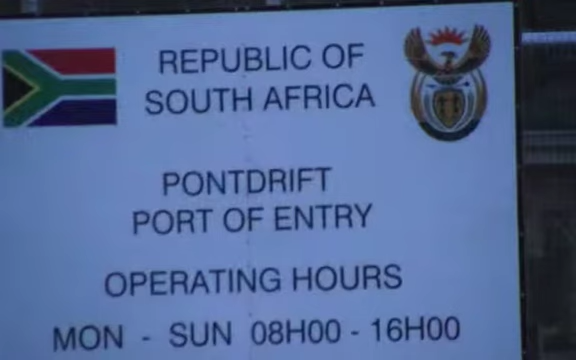 REPUBLIC OF
SOUTH AFRICA
PONTDRIFT
PORT OF ENTRY
OPERATING HOURS
MON - SUN 08H00 - 16H00